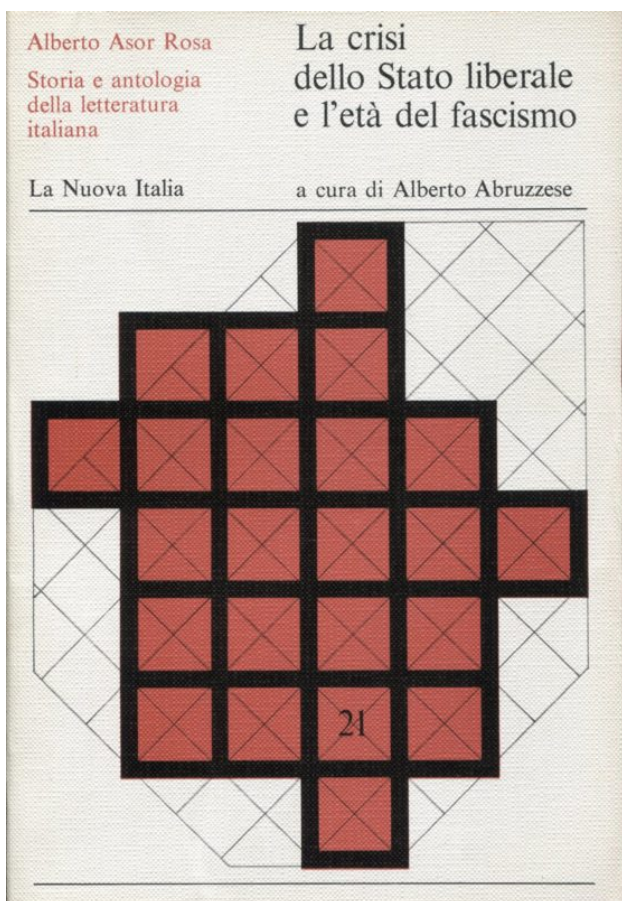 Alberto Asor Rosa
Storia e antologia
della letteratura
italiana
La Nuova Italia
La crisi
dello Stato liberale
e l'età del fascismo
a cura di Alberto Abruzzese
21